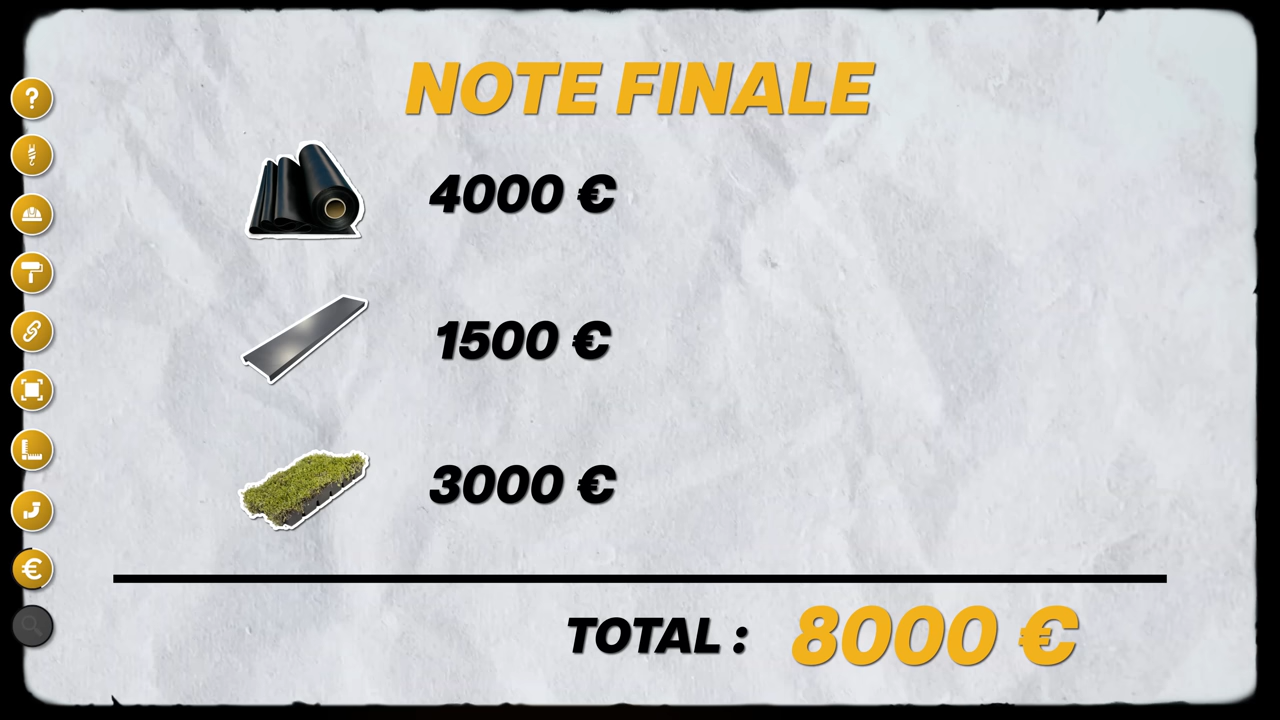 NOTE FINALE
4000 €
1500 €
3000 €
TOTAL : 8000 €